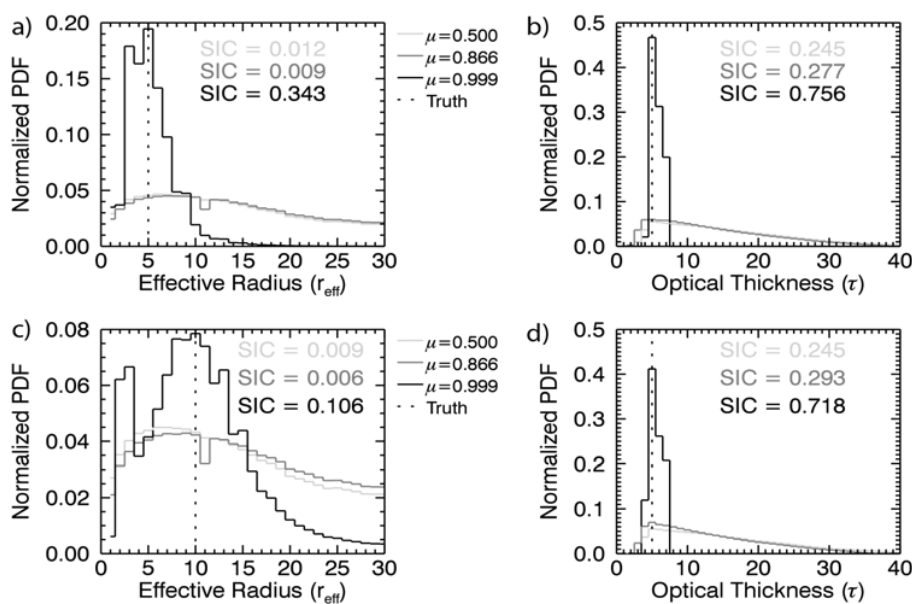 a)
Normalized PDF
0.20
0.15
0.10
0.05
0.00
SIC = 0.012
SIC = 0.009
SIC = 0.343
0 5 10 15 20 25 30
Effective Radius (reff)
μ=0.500
μ=0.866
μ=0.999
Truth
b)
Normalized PDF
0.5
0.4
0.3
0.2
0.1
0.0
SIC = 0.245
SIC = 0.277
SIC = 0.756
0 10 20 30 40
Optical Thickness (τ)
c)
Normalized PDF
0.08
0.06
0.04
0.02
0.00
SIC = 0.009
SIC = 0.006
SIC = 0.106
0 5 10 15 20 25 30
Effective Radius (reff)
μ=0.500
μ=0.866
μ=0.999
Truth
d)
Normalized PDF
0.5
0.4
0.3
0.2
0.1
0.0
SIC = 0.245
SIC = 0.293
SIC = 0.718
0 10 20 30 40
Optical Thickness (τ)